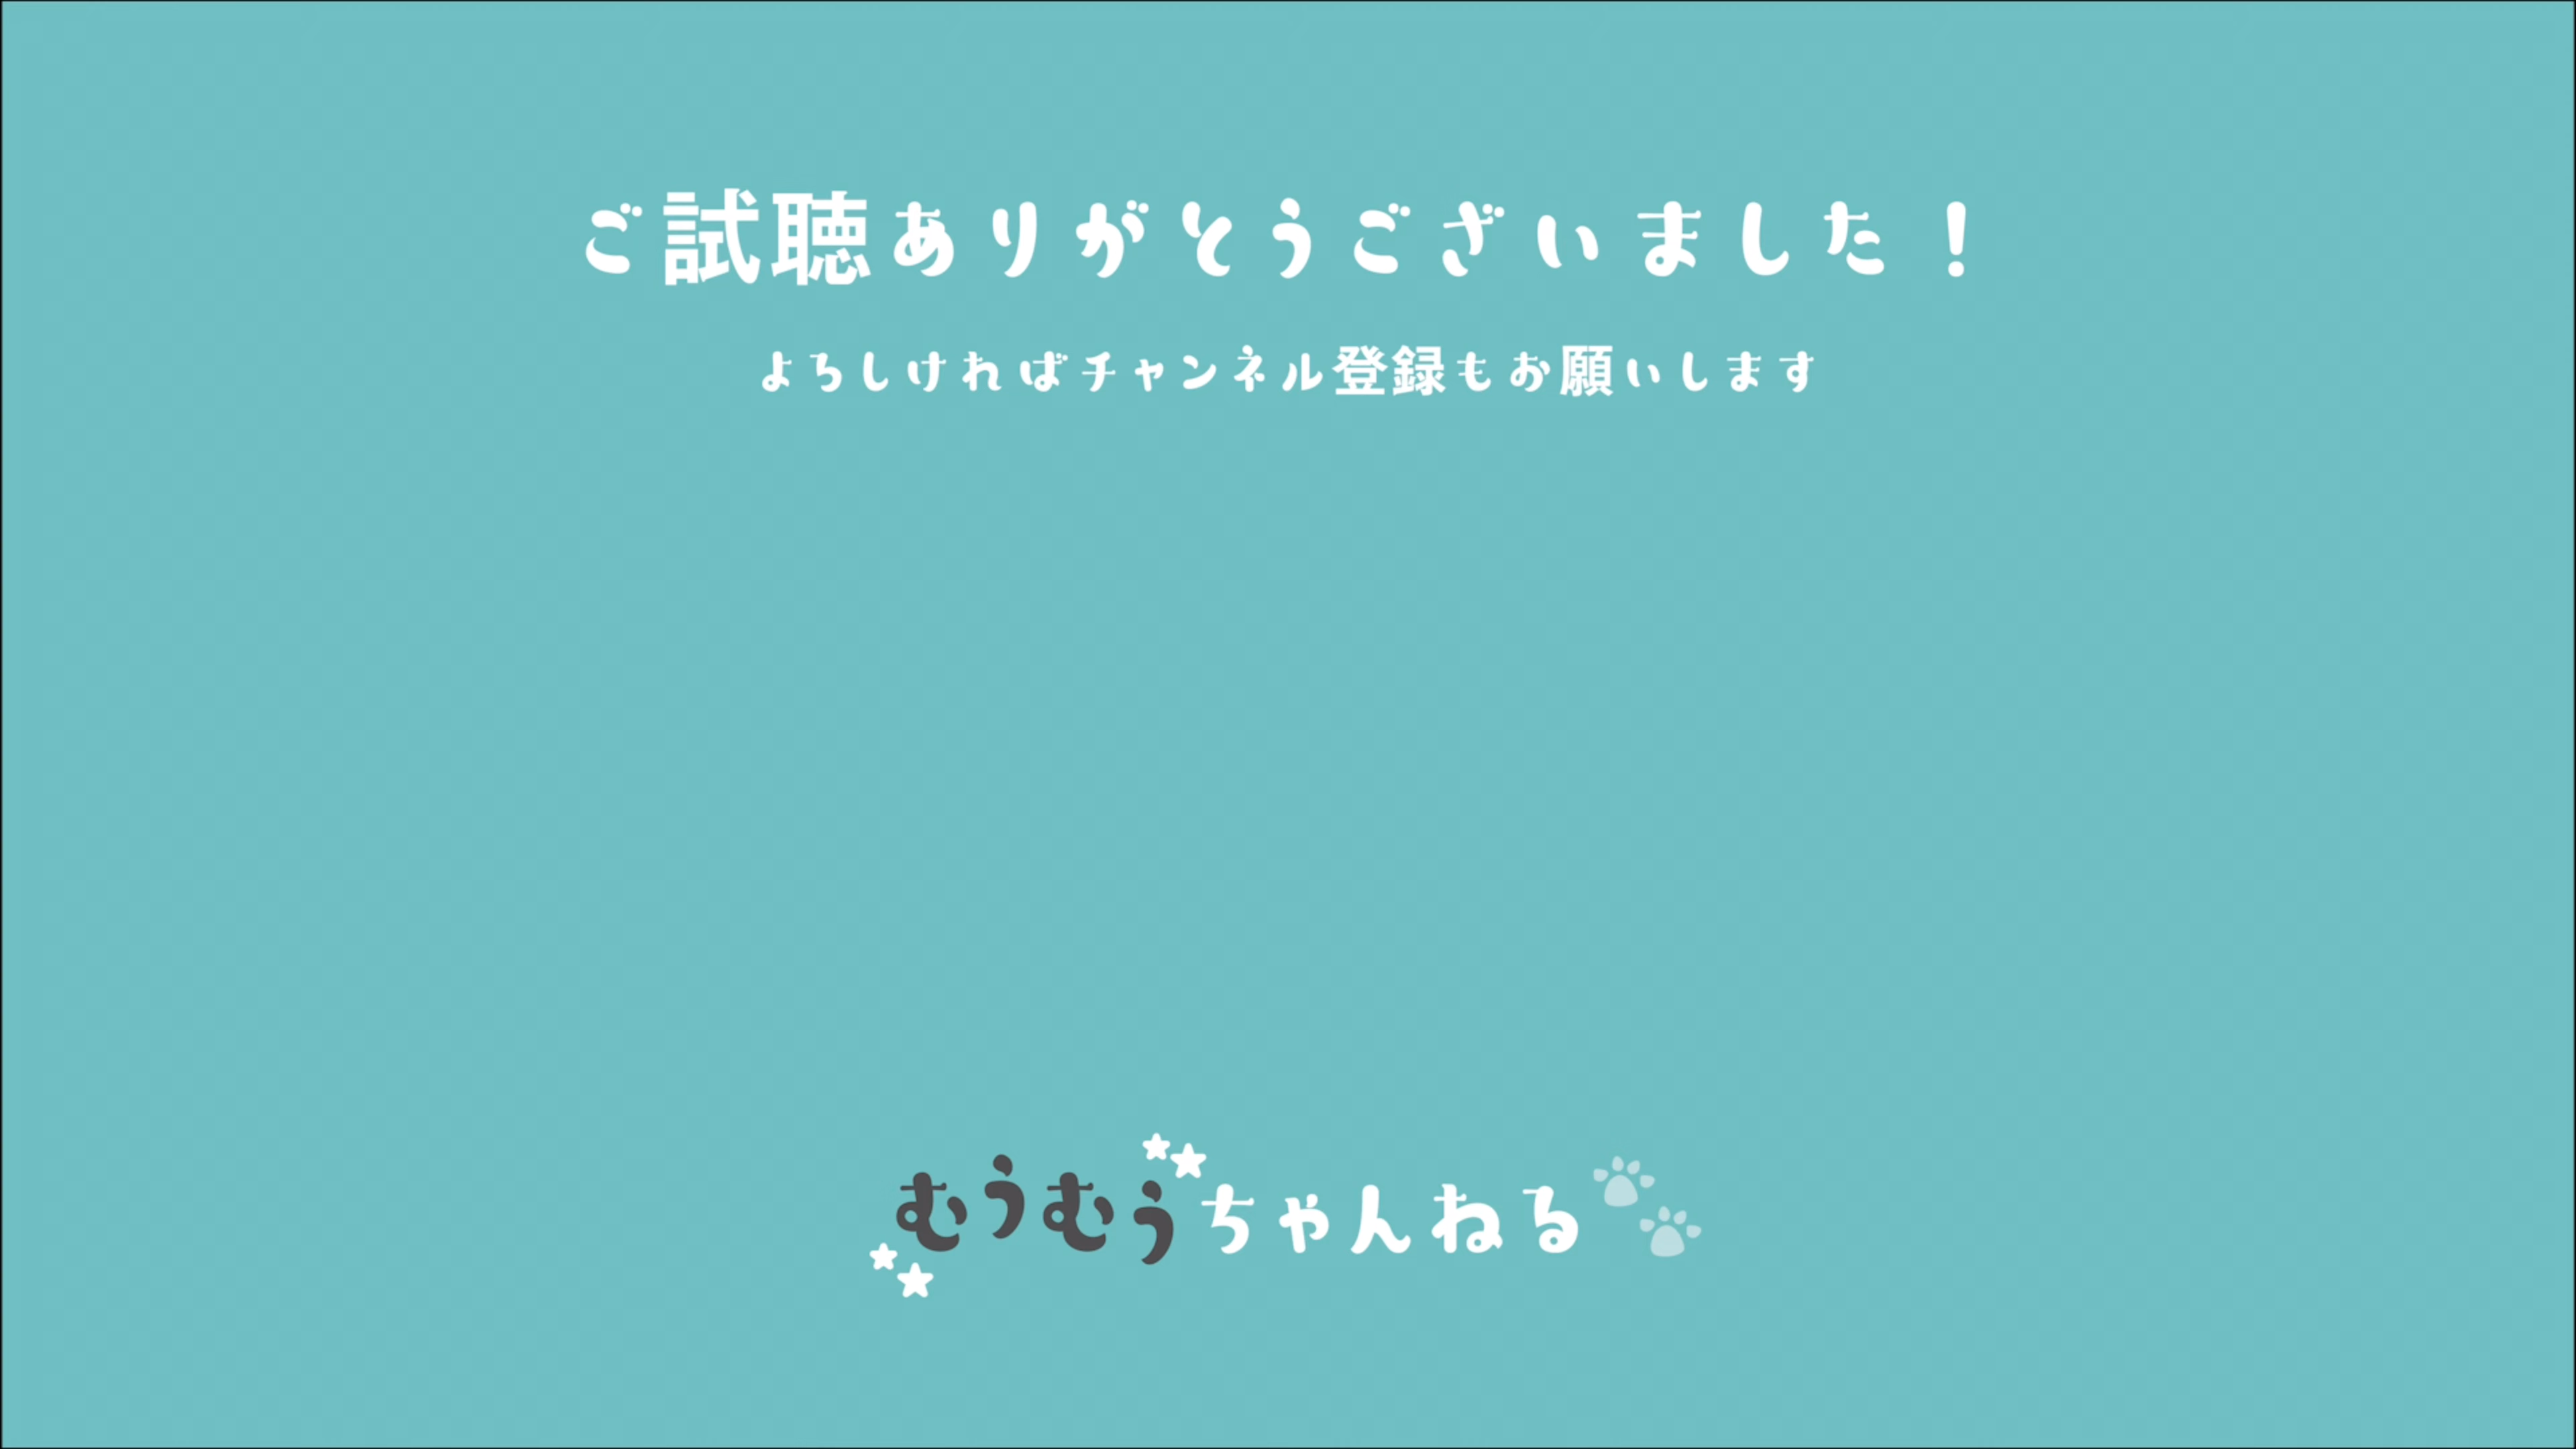 ご試聴ありがとうございました！
よろしければチャンネル登録もお願いします
むうむぅちゃんねる